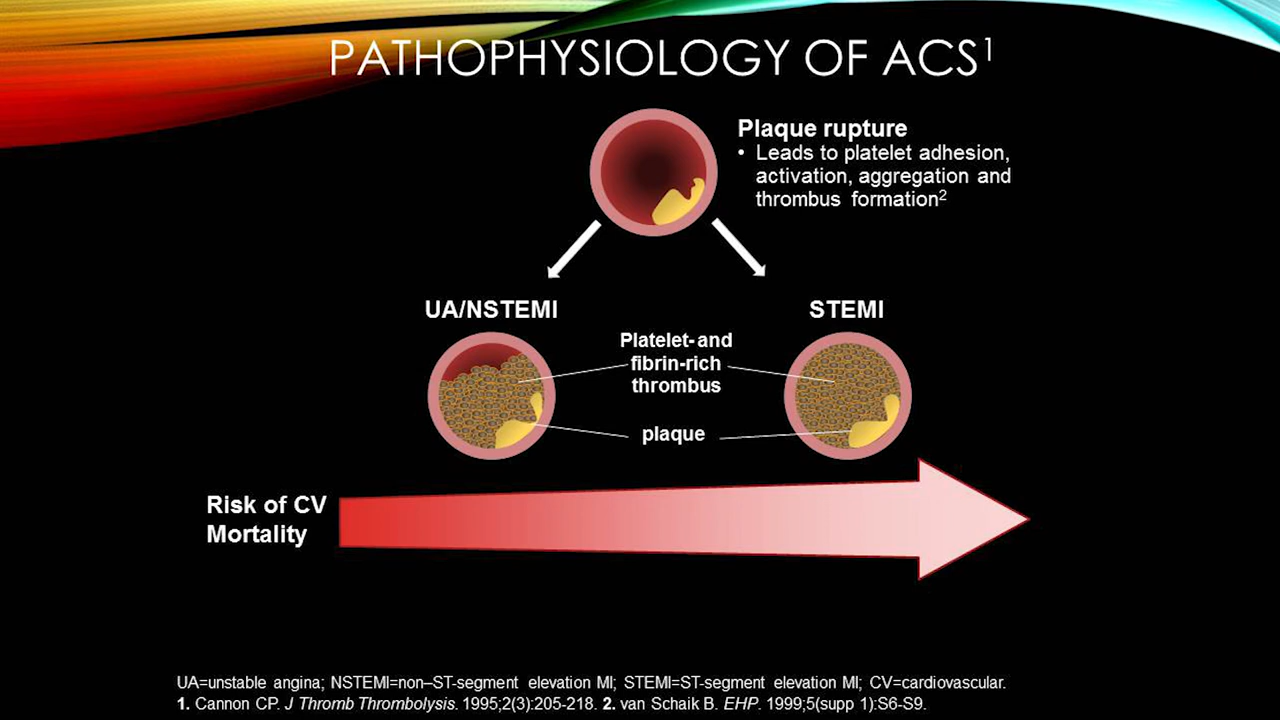 PATHOPHYSIOLOGY OF ACS¹
Plaque rupture
• Leads to platelet adhesion,
activation, aggregation and
thrombus formation²
UA/NSTEMI
STEMI
Platelet- and
fibrin-rich
thrombus
plaque
Risk of CV
Mortality
UA=unstable angina; NSTEMI=non–ST-segment elevation MI; STEMI=ST-segment elevation MI; CV=cardiovascular.
1. Cannon CP. J Thromb Thrombolysis. 1995;2(3):205-218. 2. van Schaik B. EHP. 1999;5(supp 1):S6-S9.